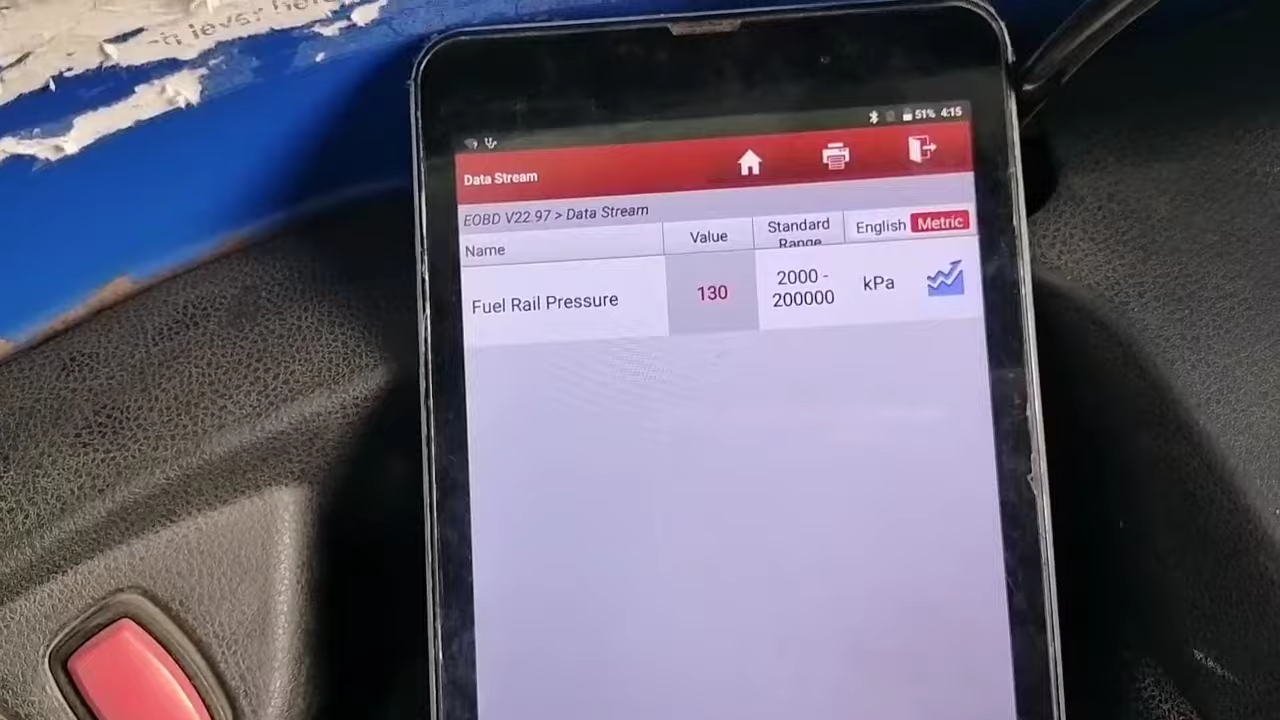 lever
51% 4:15
Data Stream
EOBD V22.97 > Data Stream
Name Value Standard Range English Metric
Fuel Rail Pressure 130 2000 - 200000 kPa